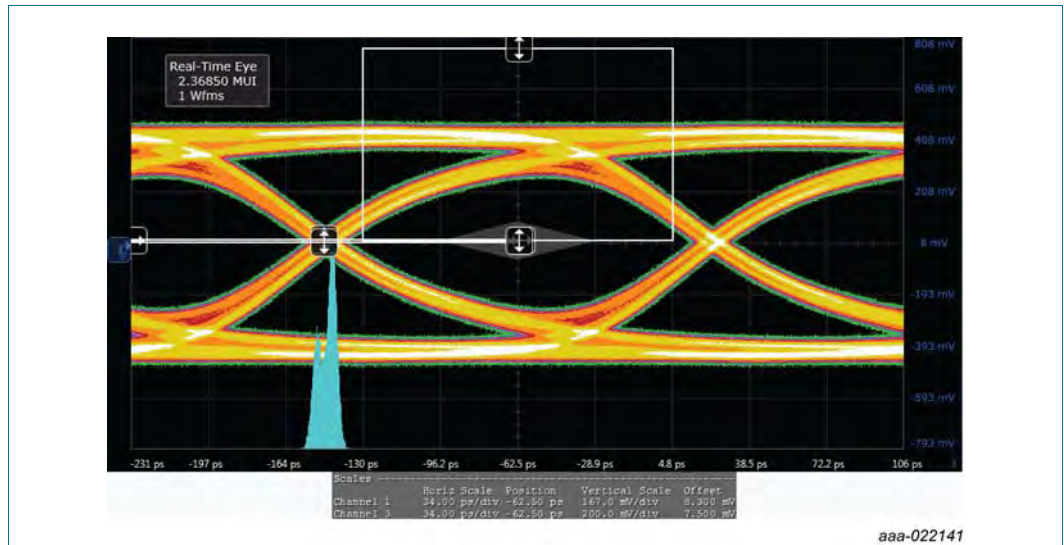 Real-Time Eye
2.36850 MUI
1 Wfms
808 mV
608 mV
408 mV
208 mV
8 mV
-193 mV
-393 mV
-593 mV
-793 mV
-231 ps -197 ps -164 ps -130 ps -96.2 ps -62.5 ps -28.9 ps 4.8 ps 38.5 ps 72.2 ps 106 ps
Scales
Horiz Scale Position Vertical Scale Offset
Channel 1 34.00 ps/div -62.50 ps 167.0 mV/div 8.300 mV
Channel 3 34.00 ps/div -62.50 ps 200.0 mV/div 7.500 mV
aaa-022141